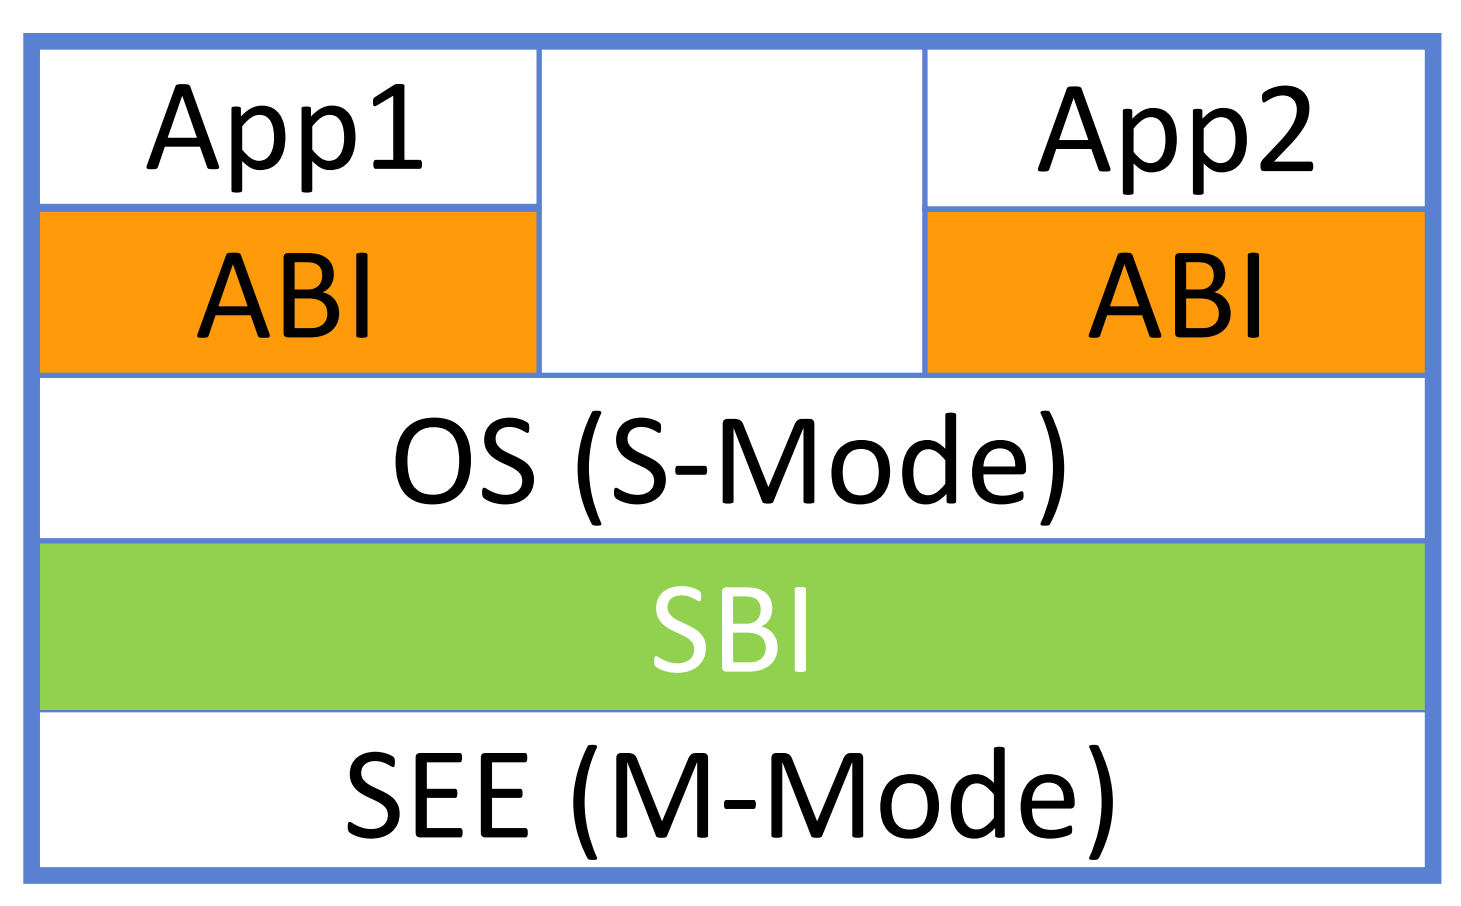 App1
App2
ABI
ABI
OS (S-Mode)
SBI
SEE (M-Mode)